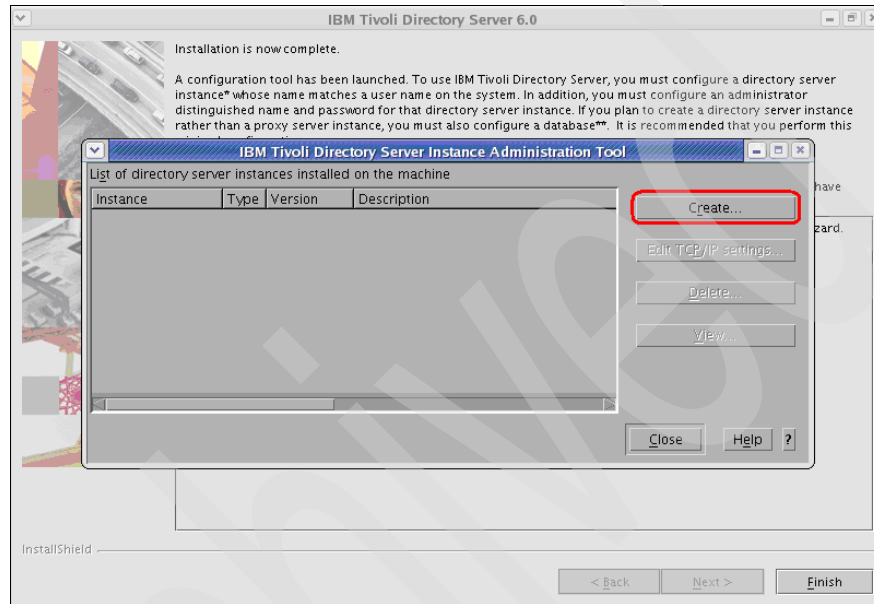 IBM Tivoli Directory Server 6.0
Installation is now complete.
A configuration tool has been launched. To use IBM Tivoli Directory Server, you must configure a directory server
instance* whose name matches a user name on the system. In addition, you must configure an administrator
distinguished name and password for that directory server instance. If you plan to create a directory server instance
rather than a proxy server instance, you must also configure a database**. It is recommended that you perform this
IBM Tivoli Directory Server Instance Administration Tool
List of directory server instances installed on the machine
have
Instance Type Version Description
Create...
zard.
Edit TCP/IP settings...
Delete...
View...
Close Help ?
InstallShield
< Back Next > Finish